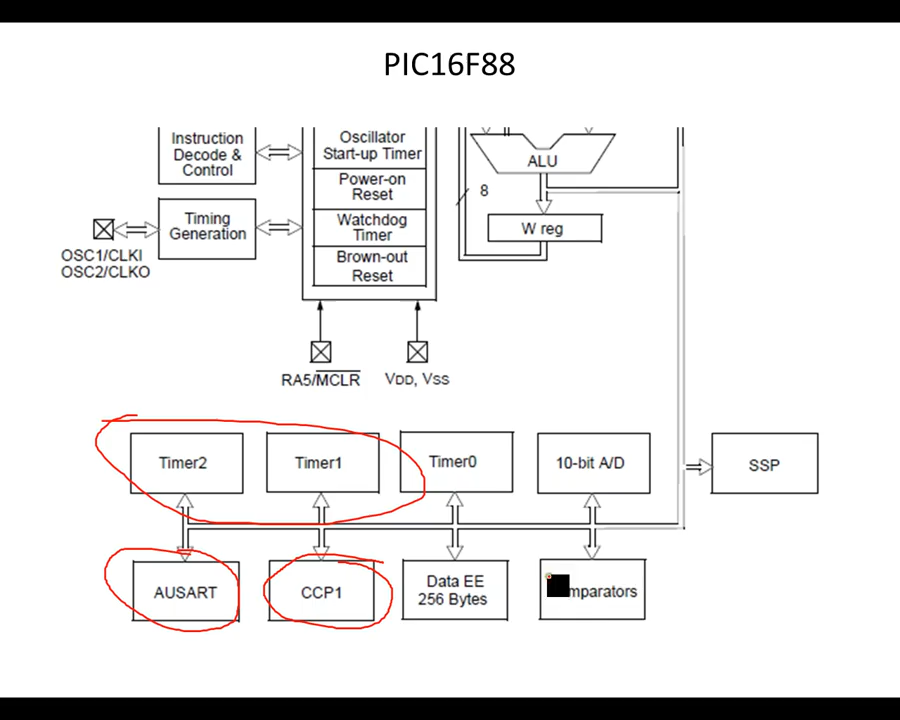 PIC16F88
Instruction
Decode &
Control
Oscillator
Start-up Timer
Power-on
Reset
Watchdog
Timer
Brown-out
Reset
ALU
8
W reg
Timing
Generation
OSC1/CLKI
OSC2/CLKO
RA5/MCLR
VDD, VSS
Timer2
Timer1
Timer0
10-bit A/D
SSP
AUSART
CCP1
Data EE
256 Bytes
mparators